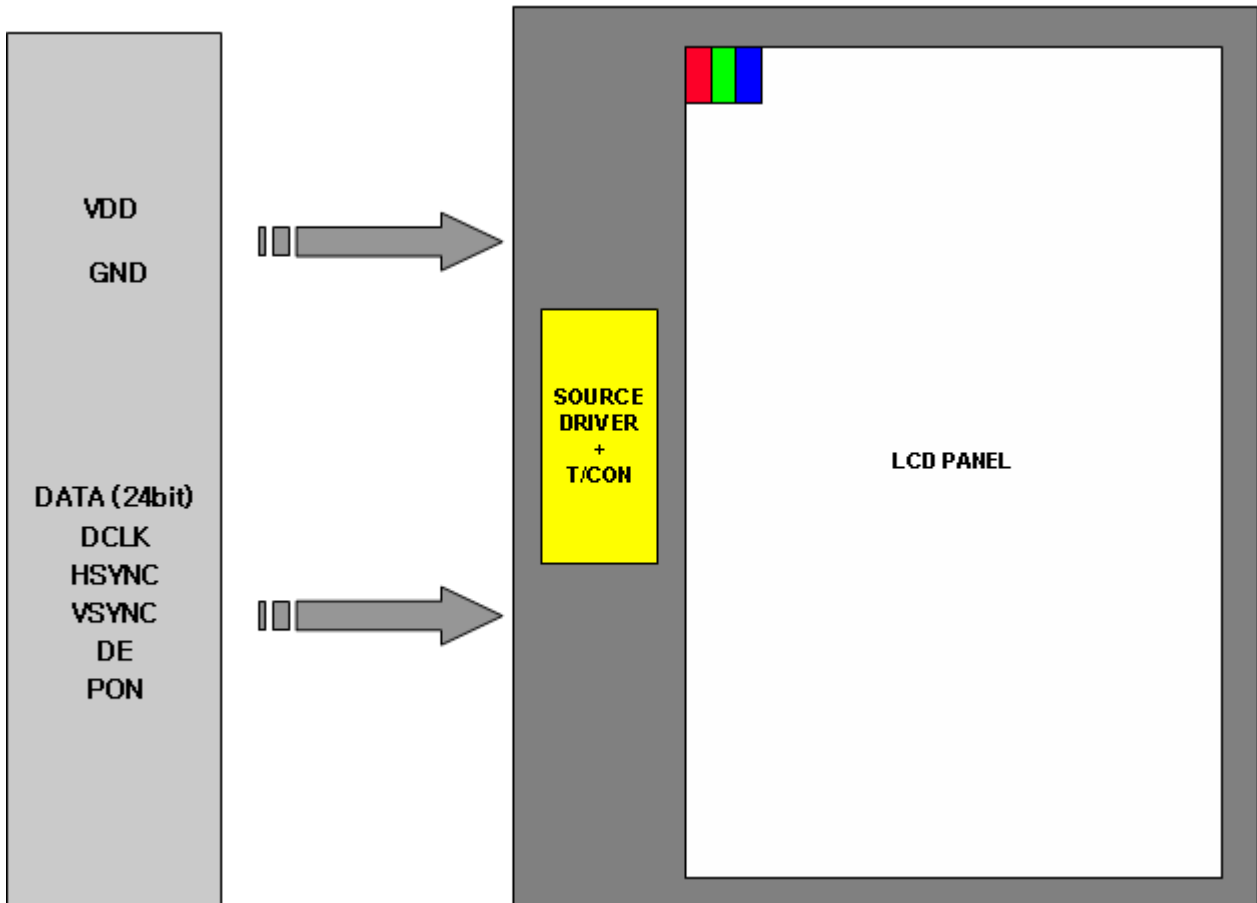 VDD
GND
DATA (24bit)
DCLK
HSYNC
VSYNC
DE
PON
SOURCE
DRIVER
+
T/CON
LCD PANEL